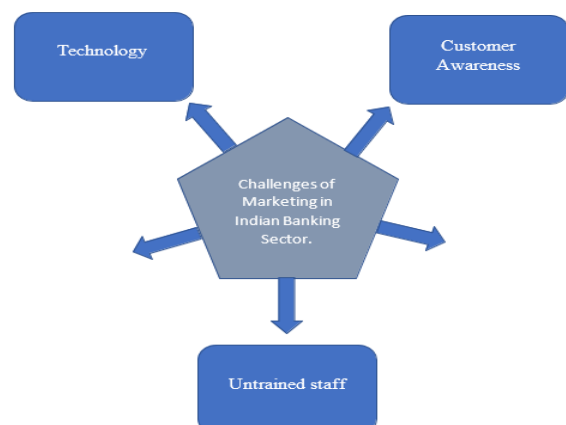 Technology
Customer
Awareness
Challenges of
Marketing in
Indian Banking
Sector.
Untrained staff